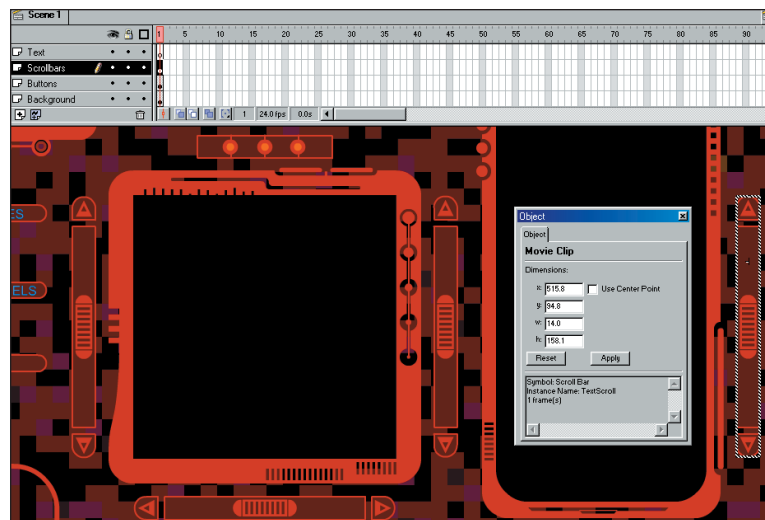 Scene 1
1 5 10 15 20 25 30 35 40 45 50 55 60 65 70 75 80 85 90
Text
Scrollbars
Buttons
Background
1 24.0 fps 0.0s
ES
ELS
Object
Object
Movie Clip
Dimensions:
x: 515.8 Use Center Point
y: 94.8
w: 14.0
h: 158.1
Reset Apply
Symbol: Scroll Bar
Instance Name: TextScroll
1 frame(s)